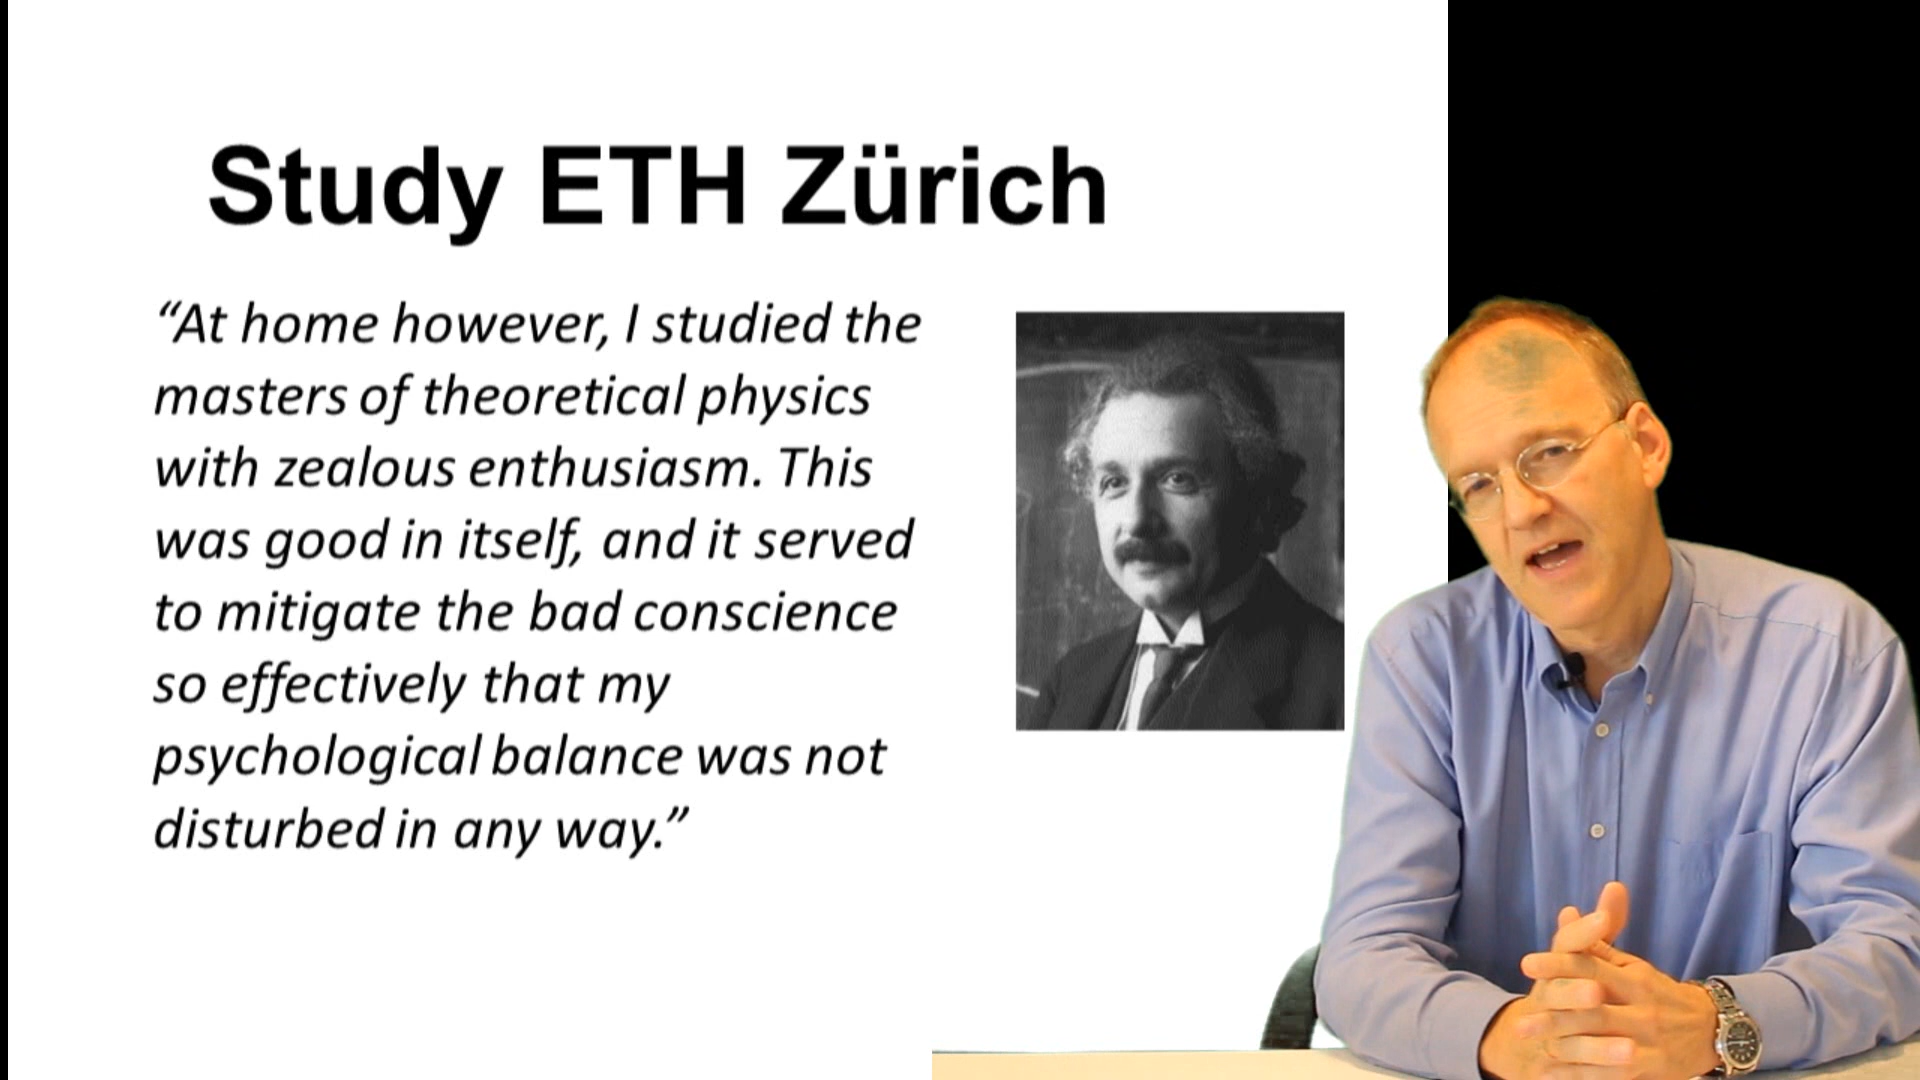 Study ETH Zürich
“At home however, I studied the
masters of theoretical physics
with zealous enthusiasm. This
was good in itself, and it served
to mitigate the bad conscience
so effectively that my
psychological balance was not
disturbed in any way.”